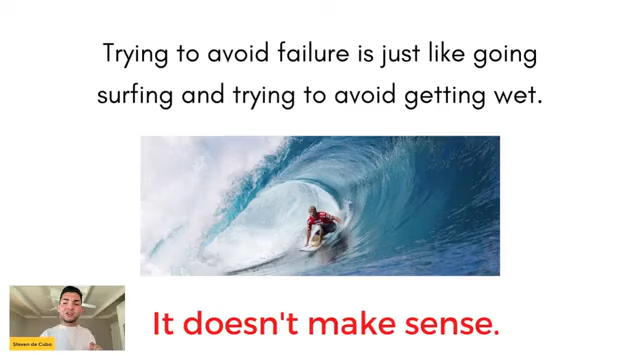 Trying to avoid failure is just like going
surfing and trying to avoid getting wet.
Steven de Cuba
It doesn't make sense.